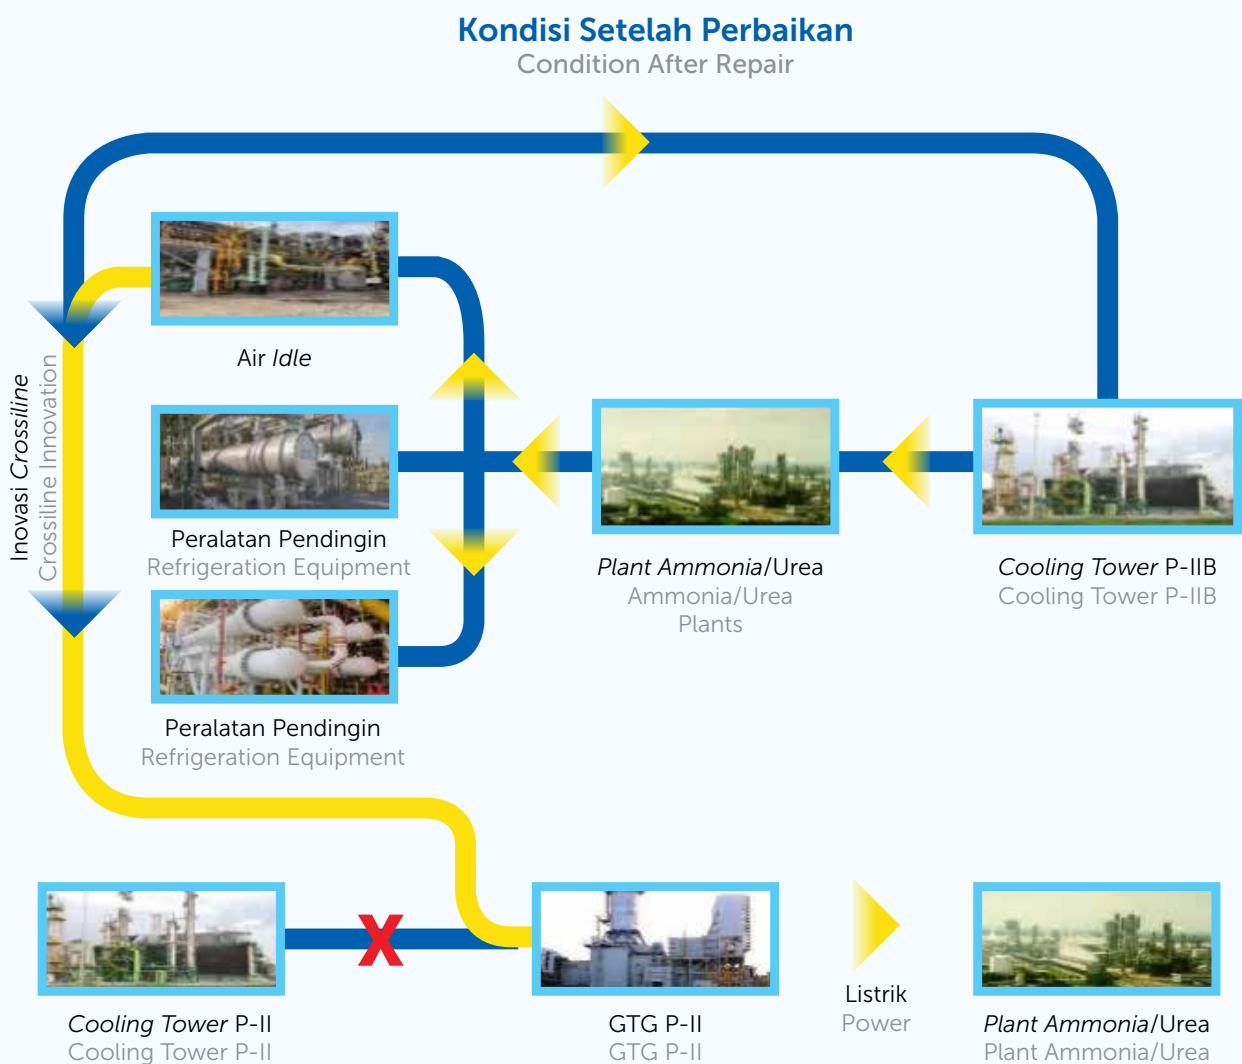 Kondisi Setelah Perbaikan
Condition After Repair
Air Idle
Inovasi Crossiline
Crossiline Innovation
Peralatan Pendingin
Refrigeration Equipment
Plant Ammonia/Urea
Ammonia/Urea
Plants
Cooling Tower P-IIB
Cooling Tower P-IIB
Peralatan Pendingin
Refrigeration Equipment
X
Cooling Tower P-II
Cooling Tower P-II
GTG P-II
GTG P-II
Listrik
Power
Plant Ammonia/Urea
Plant Ammonia/Urea